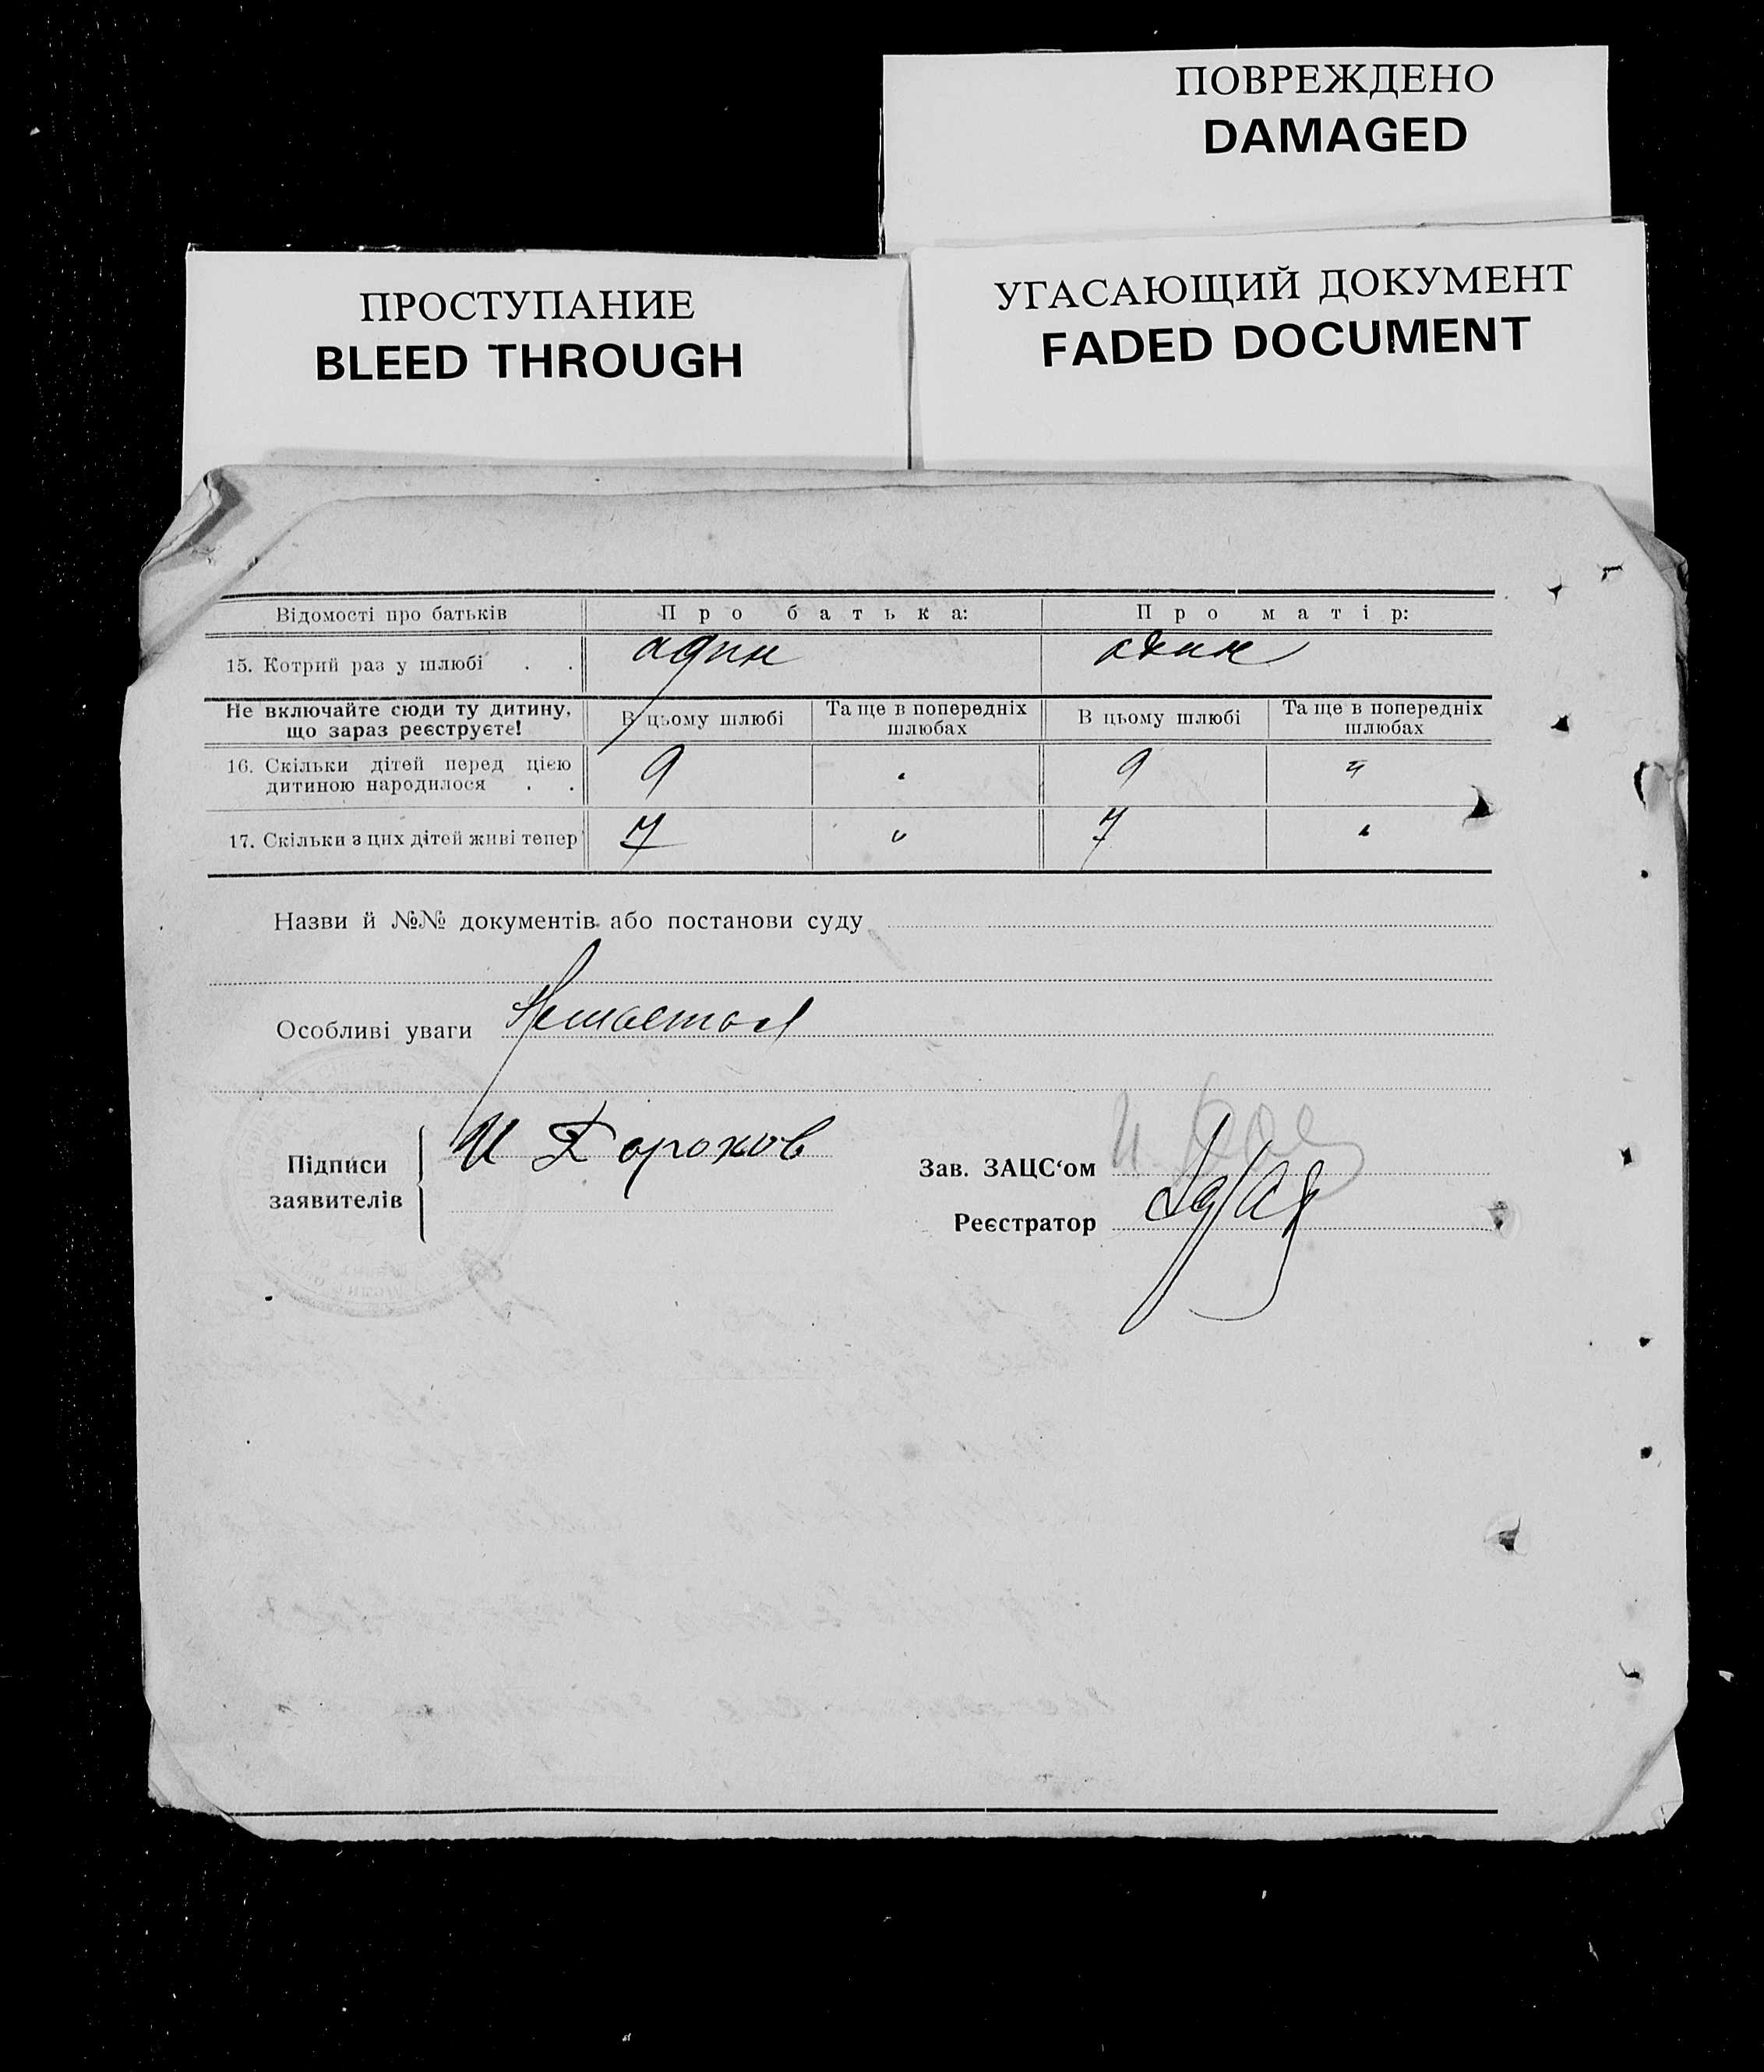 ПОВРЕЖДЕНО
DAMAGED
ПРОСТУПАНИЕ
BLEED THROUGH
УГАСАЮЩИЙ ДОКУМЕНТ
FADED DOCUMENT
Відомості про батьків Про батька: Про матір:
15. Котрий раз у шлюбі . . адин адин
Не включайте сюди ту дитину, що зараз реєструєте! В цьому шлюбі Та ще в попередніх шлюбах В цьому шлюбі Та ще в попередніх шлюбах
16. Скільки дітей перед цією
дитиною народилося . . 9 " 9 "
17. Скільки з цих дітей живі тепер 7 " 7 "
Назви й №№ документів або постанови суду
Особливі уваги
Підписи
заявителів
И
Зав. ЗАЦС‘ом
Реєстратор